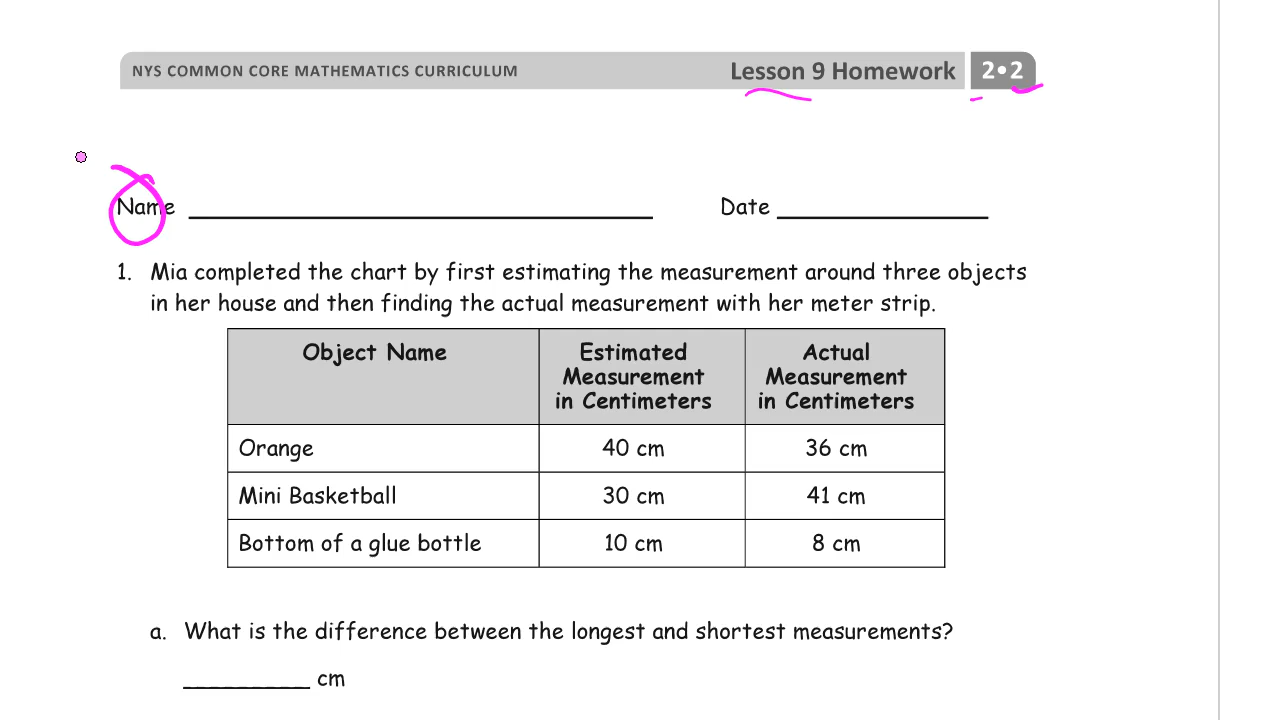 NYS COMMON CORE MATHEMATICS CURRICULUM Lesson 9 Homework 2•2
Name ____________________ Date ____________________
1. Mia completed the chart by first estimating the measurement around three objects
in her house and then finding the actual measurement with her meter strip.
Object Name Estimated Measurement in Centimeters Actual Measurement in Centimeters
Orange 40 cm 36 cm
Mini Basketball 30 cm 41 cm
Bottom of a glue bottle 10 cm 8 cm
a. What is the difference between the longest and shortest measurements?
_________ cm